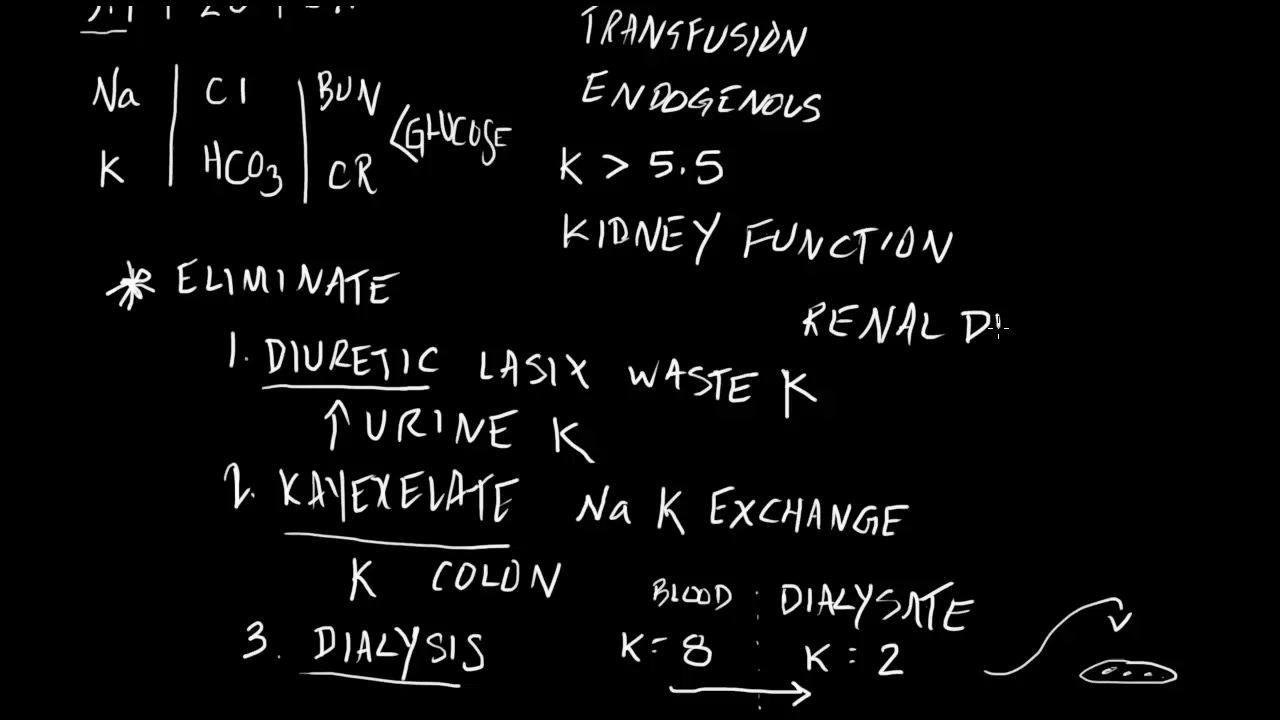 Na | Cl | BUN
K | HCO3 | CR < GLUCOSE
TRANSFUSION
ENDOGENOUS
K > 5.5
KIDNEY FUNCTION
RENAL D
* ELIMINATE
1. DIURETIC LASIX WASTE K
↑ URINE K
2. KAYEXELATE Na K EXCHANGE
K COLON
BLOOD DIALYSATE
3. DIALYSIS K = 8 K = 2